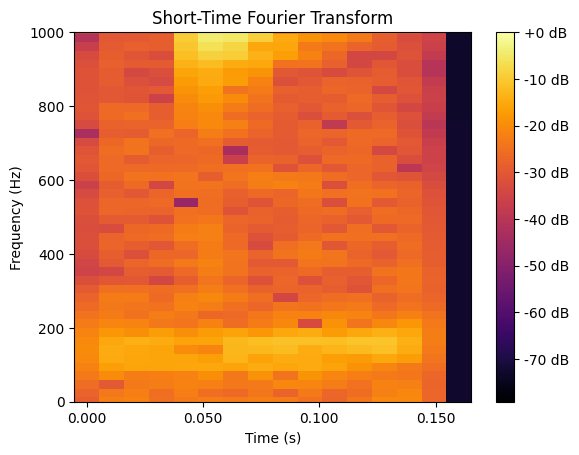 Short-Time Fourier Transform
1000
800
600
400
200
0
Frequency (Hz)
0.000
0.050
0.100
0.150
Time (s)
+0 dB
-10 dB
-20 dB
-30 dB
-40 dB
-50 dB
-60 dB
-70 dB